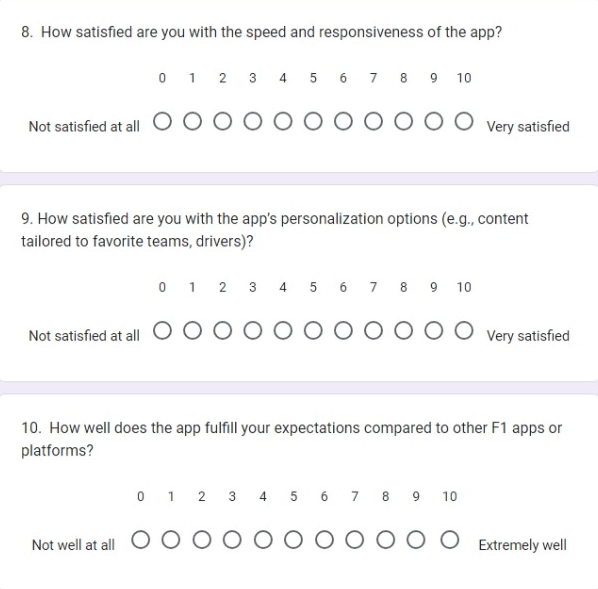 8. How satisfied are you with the speed and responsiveness of the app?
0 1 2 3 4 5 6 7 8 9 10
Not satisfied at all Very satisfied
9. How satisfied are you with the app's personalization options (e.g., content
tailored to favorite teams, drivers)?
0 1 2 3 4 5 6 7 8 9 10
Not satisfied at all Very satisfied
10. How well does the app fulfill your expectations compared to other F1 apps or
platforms?
0 1 2 3 4 5 6 7 8 9 10
Not well at all Extremely well